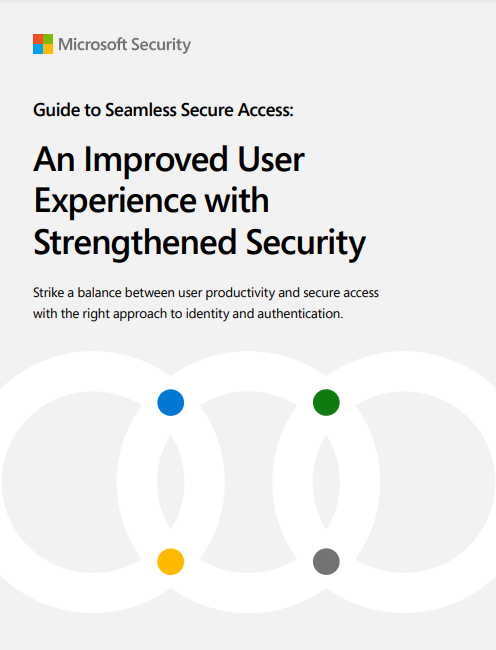 Microsoft Security
Guide to Seamless Secure Access:
An Improved User
Experience with
Strengthened Security
Strike a balance between user productivity and secure access
with the right approach to identity and authentication.